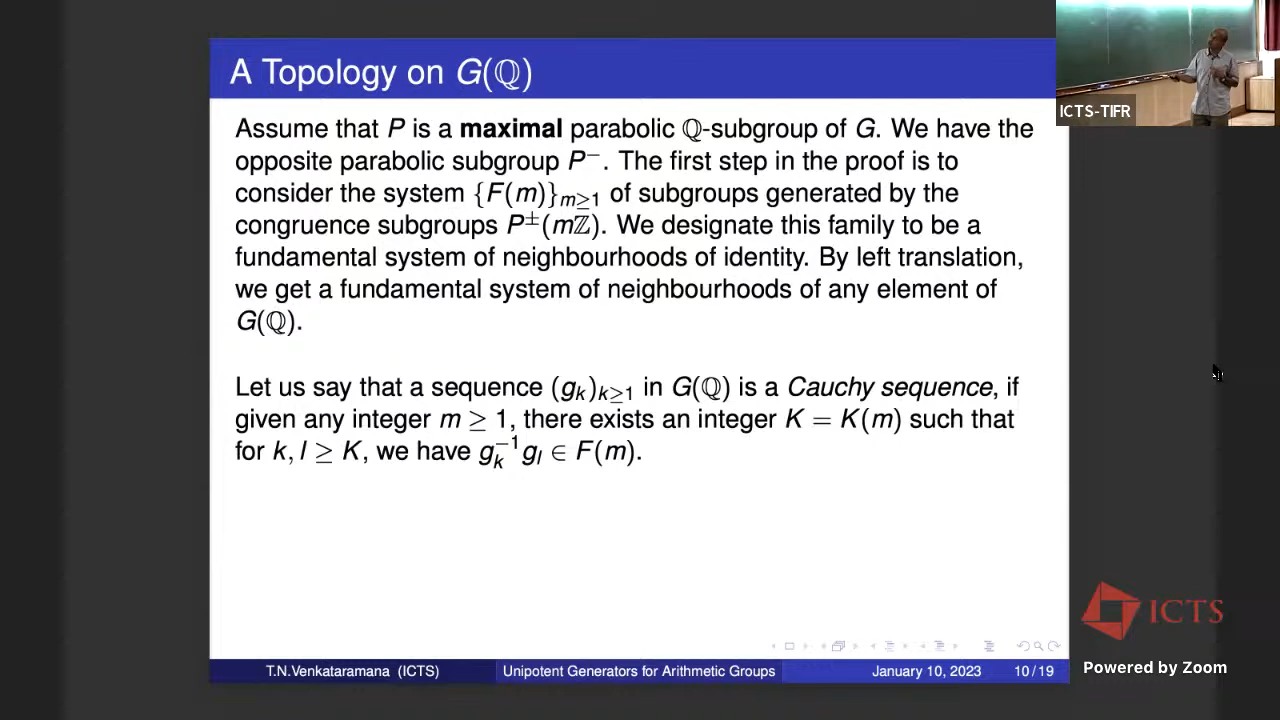 A Topology on G(ℚ)
ICTS-TIFR
Assume that P is a maximal parabolic ℚ-subgroup of G. We have the
opposite parabolic subgroup P⁻. The first step in the proof is to
consider the system {F(m)}ₘ≥₁ of subgroups generated by the
congruence subgroups P±(mℤ). We designate this family to be a
fundamental system of neighbourhoods of identity. By left translation,
we get a fundamental system of neighbourhoods of any element of
G(ℚ).
Let us say that a sequence (gₖ)ₖ≥₁ in G(ℚ) is a Cauchy sequence, if
given any integer m ≥ 1, there exists an integer K = K(m) such that
for k, l ≥ K, we have gₖ⁻¹gₗ ∈ F(m).
ICTS
Powered by Zoom
T.N.Venkataramana (ICTS) Unipotent Generators for Arithmetic Groups January 10, 2023 10/19